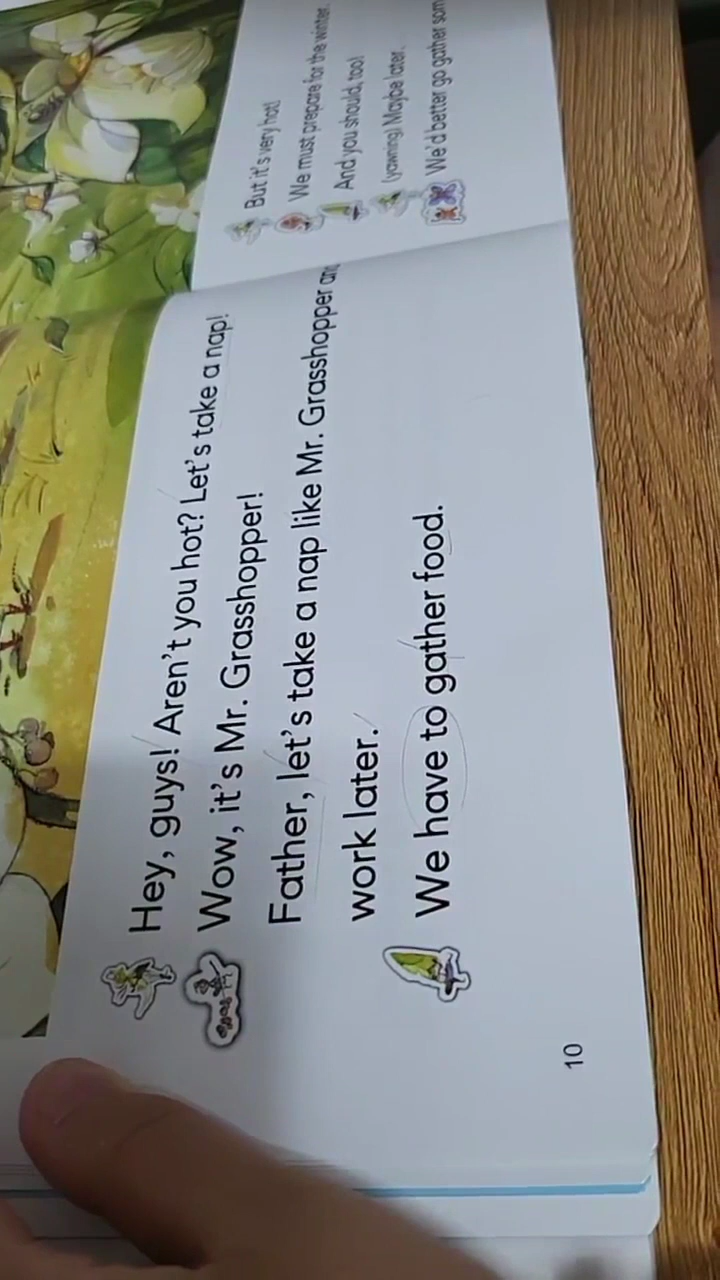 Hey, guys! Aren't you hot? Let's take a nap!
Wow, it's Mr. Grasshopper!
Father, let's take a nap like Mr. Grasshopper and
work later.
We have to gather food.
10
But it's very hot!
We must prepare for the winter.
And you should, too!
(yawning) Maybe later.
We'd better go gather